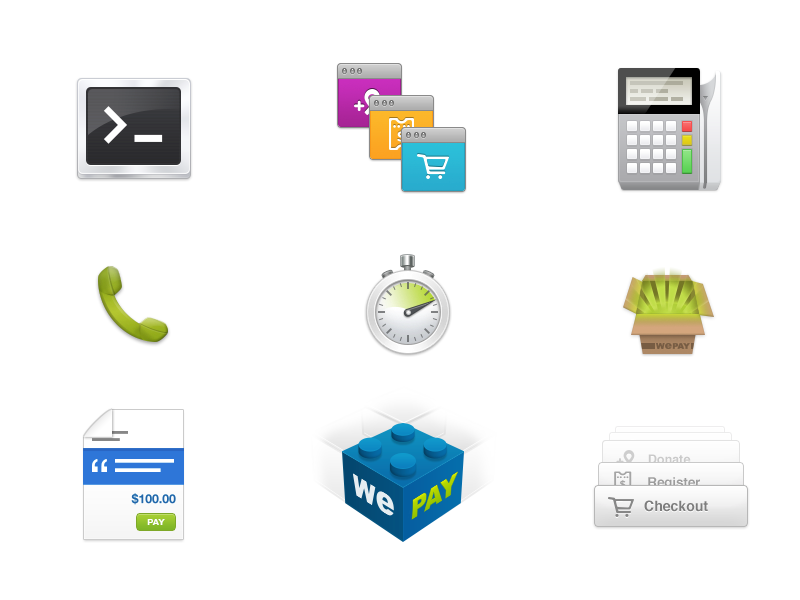 WePAY
“
$100.00
PAY
we PAY
Donate
Register
Checkout